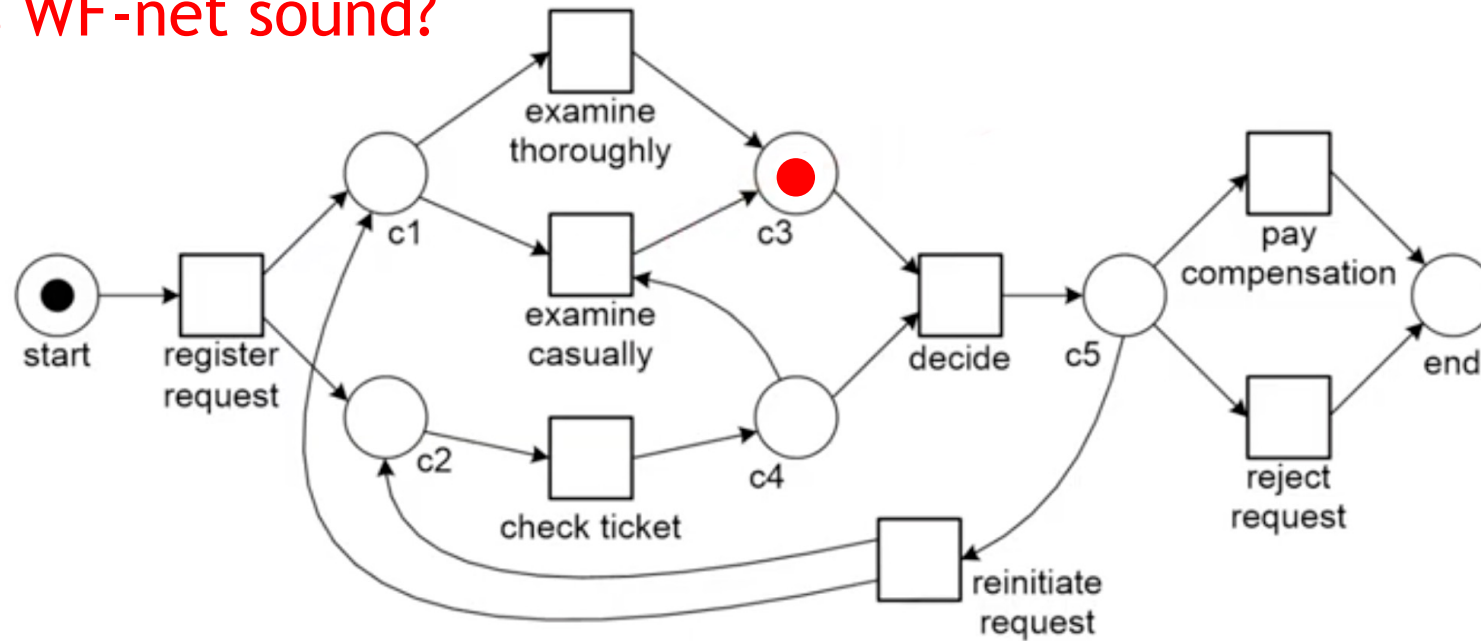 WF-net sound?
examine
thoroughly
c1
c3
pay
compensation
start
register
request
examine
casually
decide
c5
end
c2
c4
reject
request
check ticket
reinitiate
request